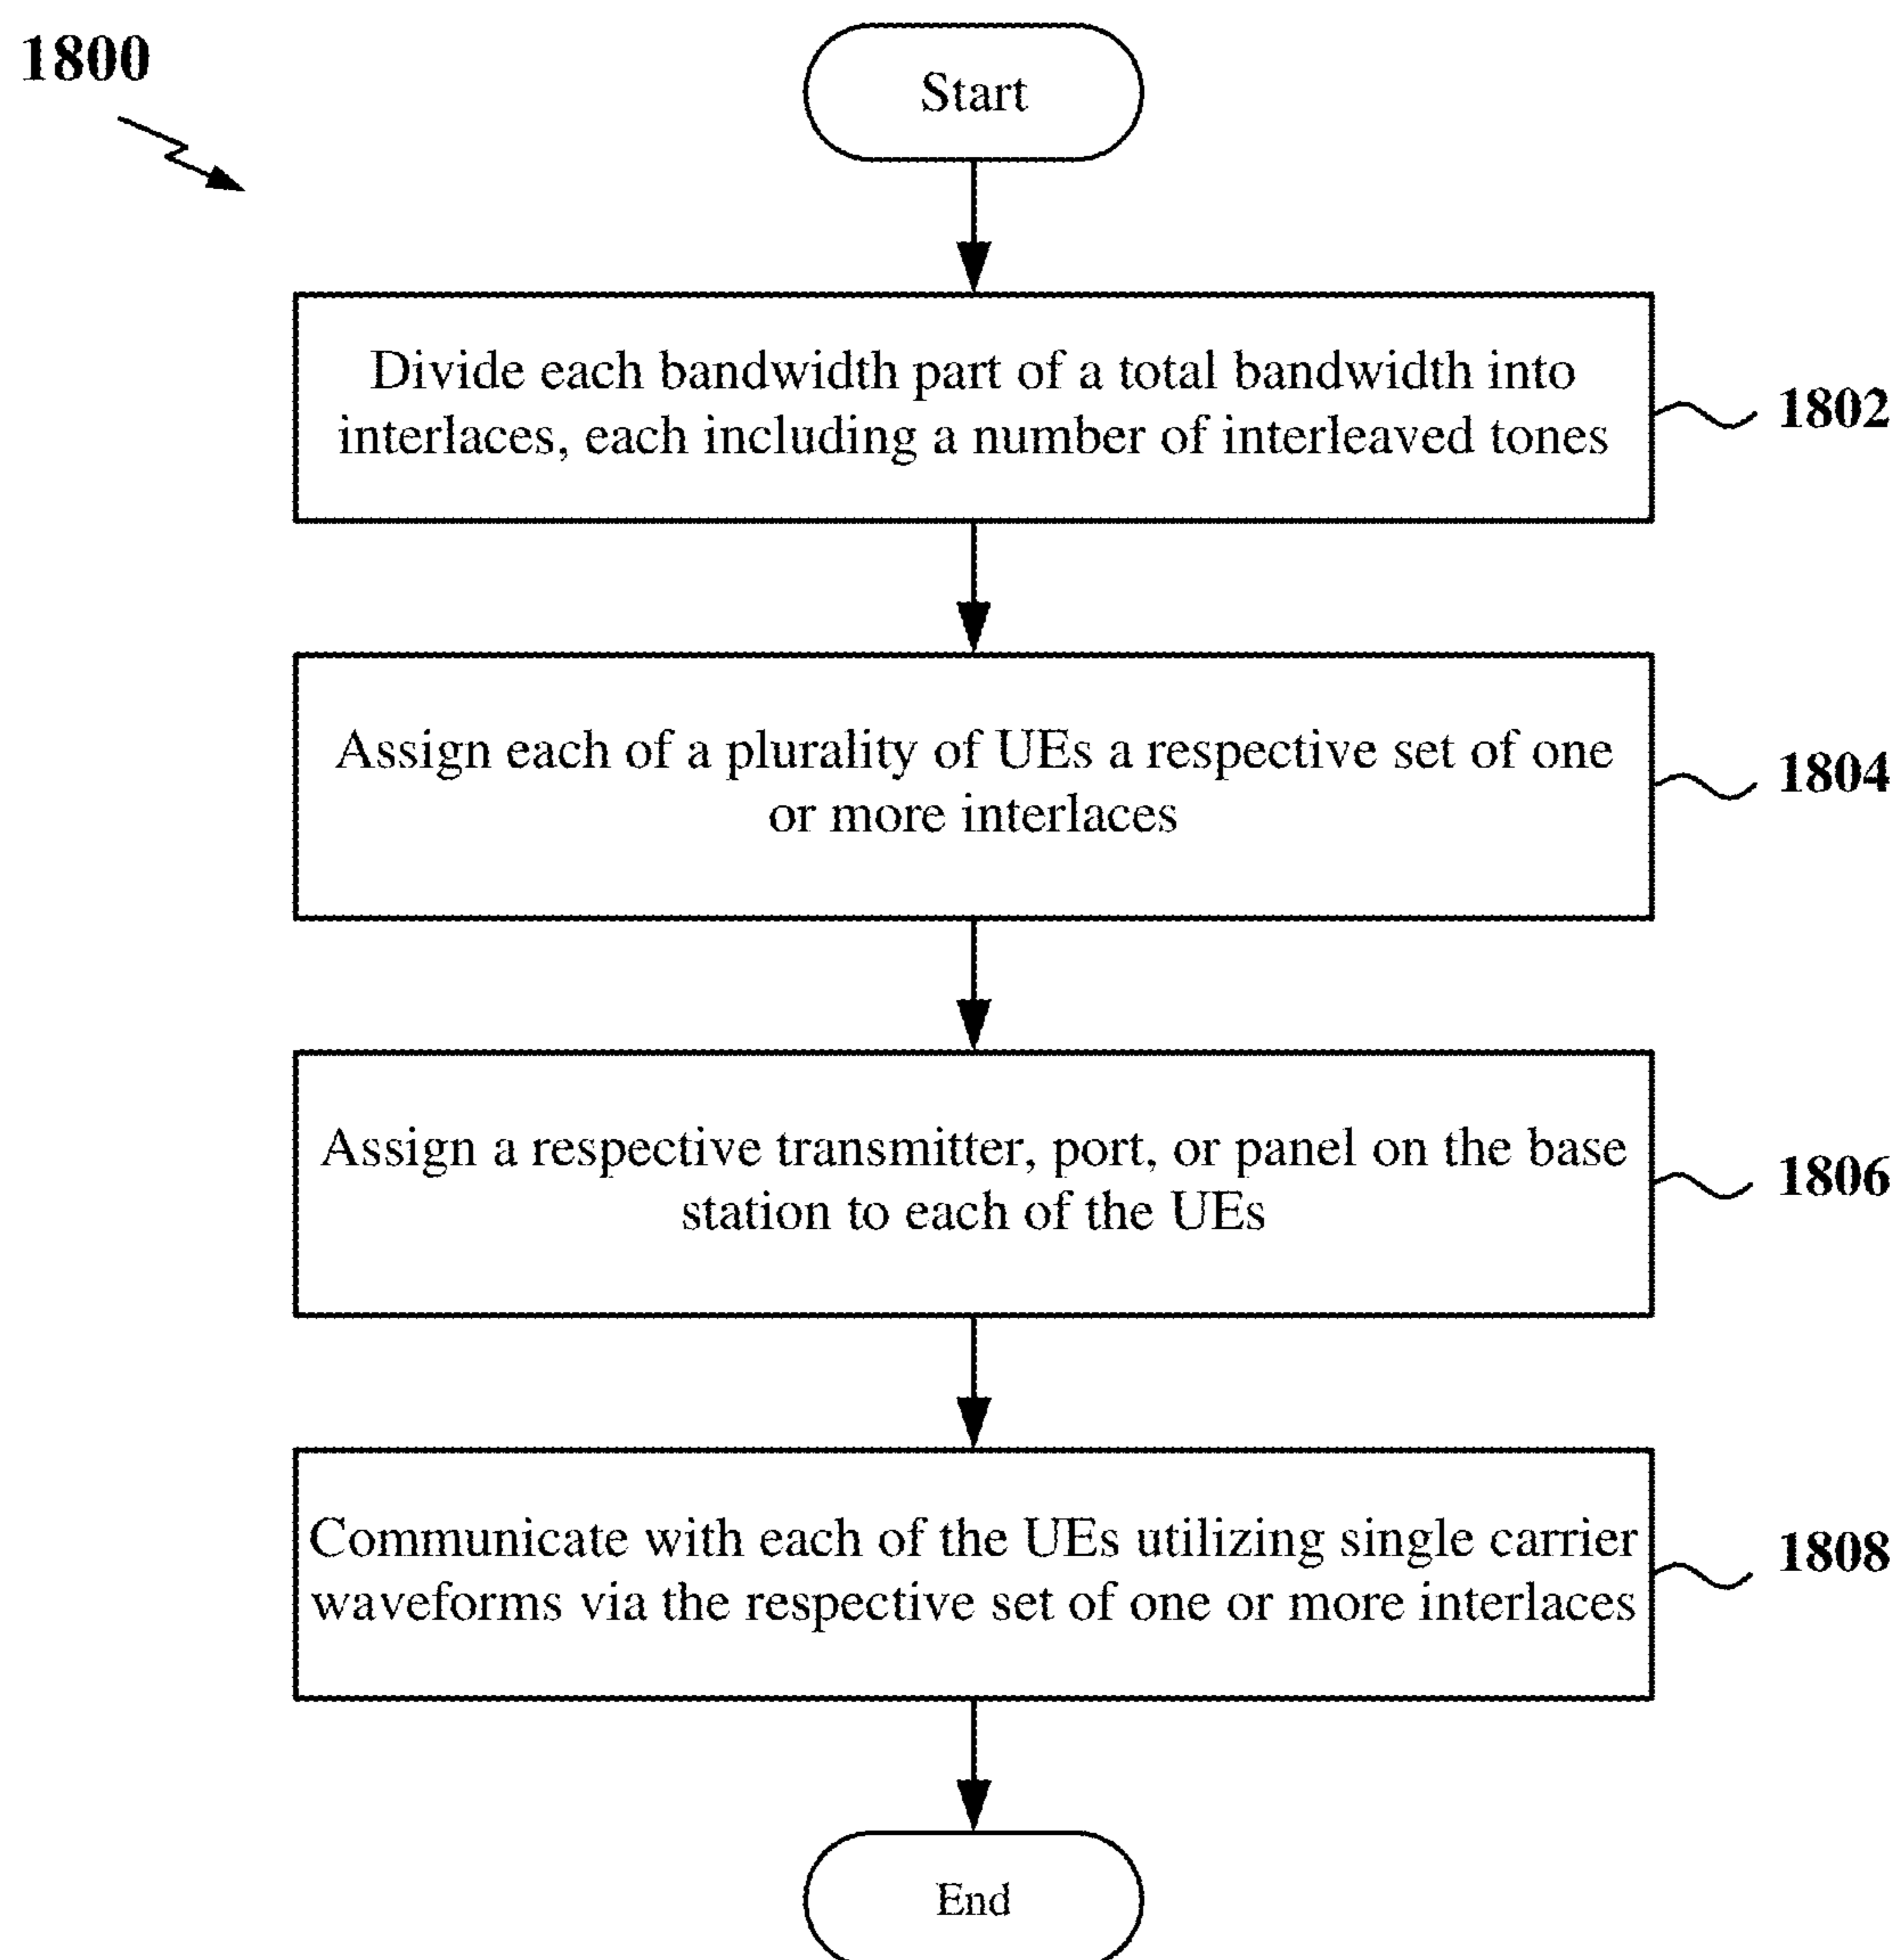 1800
Start
Divide each bandwidth part of a total bandwidth into
interlaces, each including a number of interleaved tones
1802
Assign each of a plurality of UEs a respective set of one
or more interlaces
1804
Assign a respective transmitter, port, or panel on the base
station to each of the UEs
1806
Communicate with each of the UEs utilizing single carrier
waveforms via the respective set of one or more interlaces
1808
End